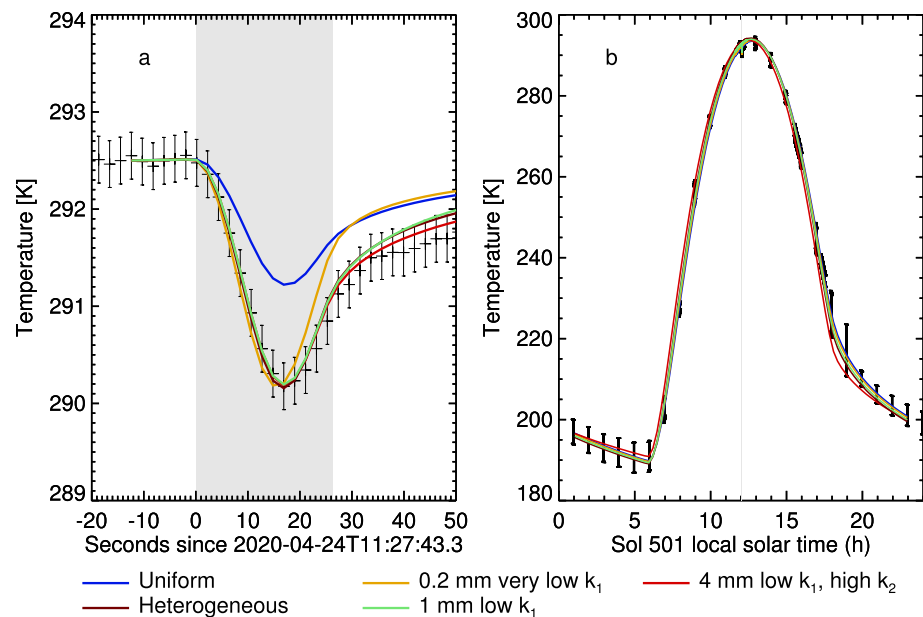 a
294
293
292
291
290
289
Temperature [K]
-20 -10 0 10 20 30 40 50
Seconds since 2020-04-24T11:27:43.3
b
300
280
260
240
220
200
180
Temperature [K]
0 5 10 15 20
Sol 501 local solar time (h)
Uniform
Heterogeneous
0.2 mm very low k₁
1 mm low k₁
4 mm low k₁, high k₂